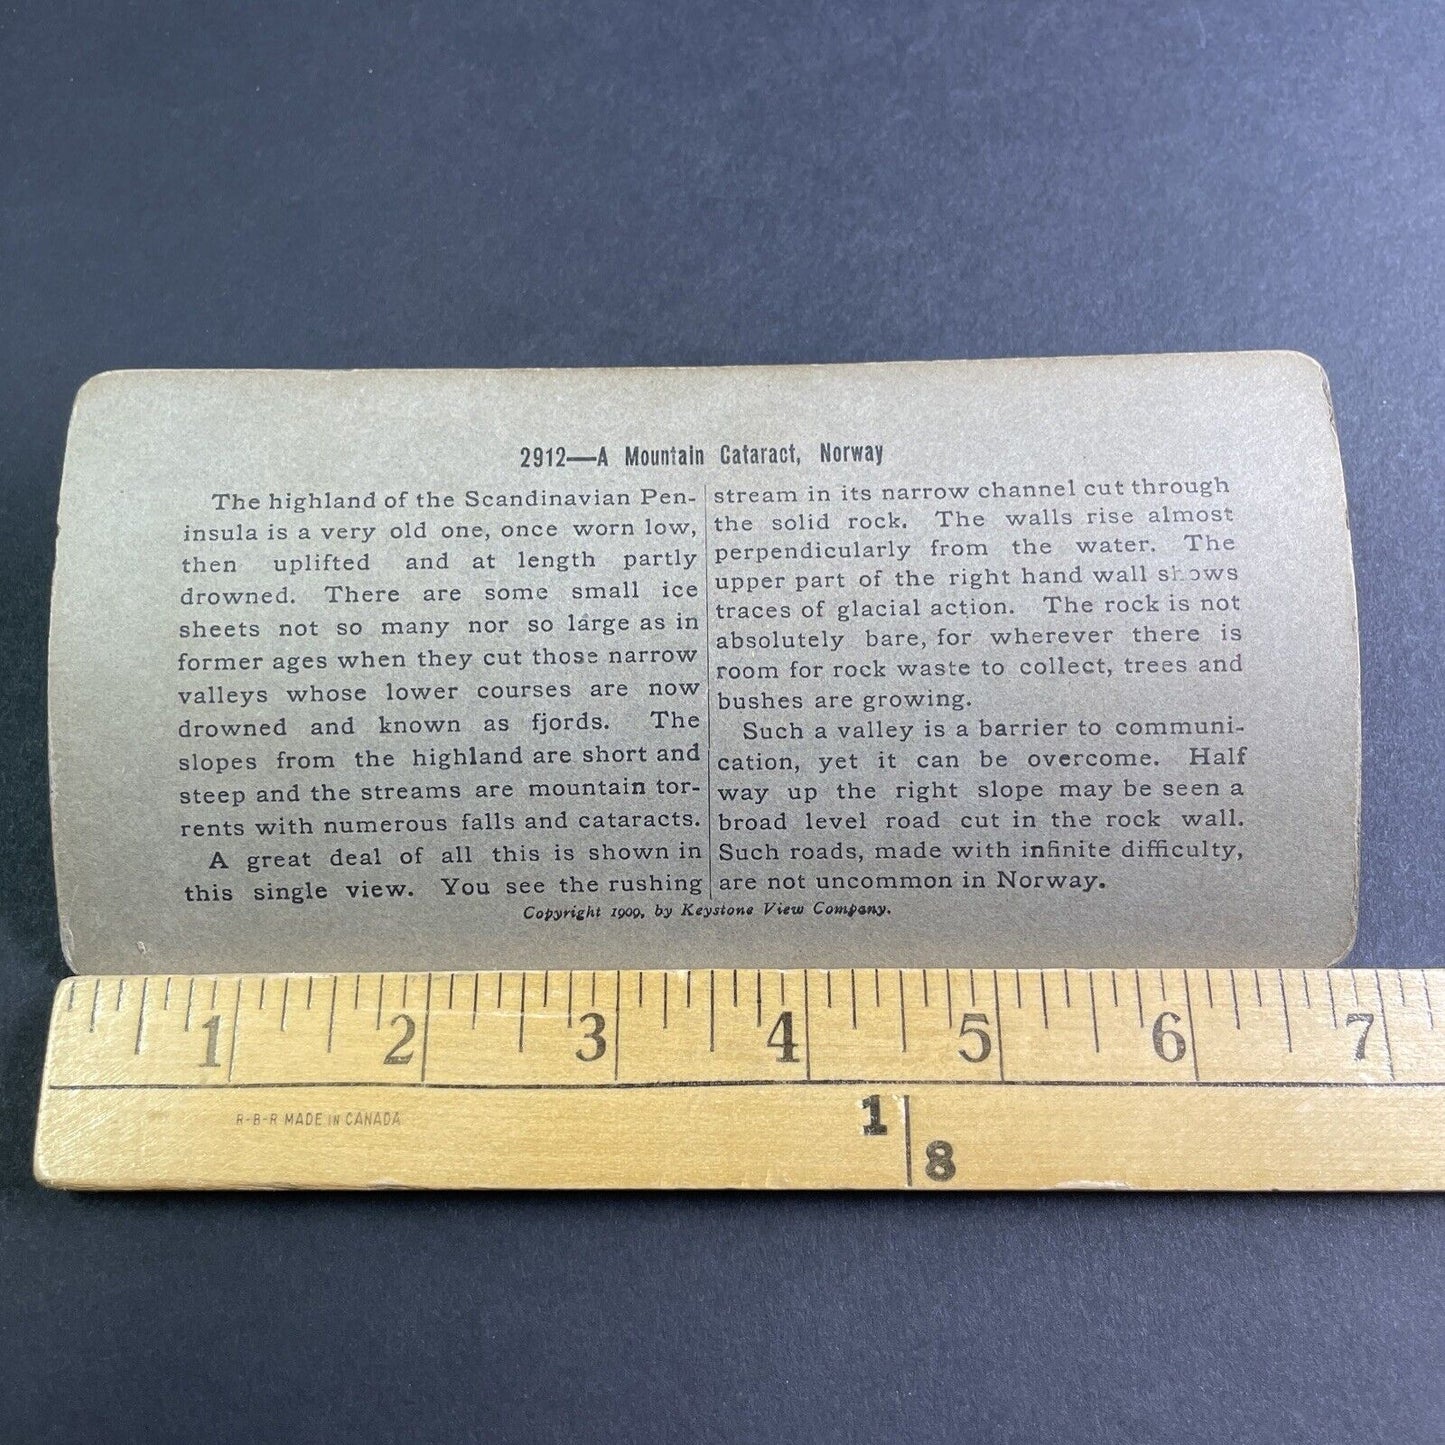 2912—A Mountain Cataract, Norway
The highland of the Scandinavian Pen-
insula is a very old one, once worn low,
then uplifted and at length partly
drowned. There are some small ice
sheets not so many nor so large as in
former ages when they cut those narrow
valleys whose lower courses are now
drowned and known as fjords. The
slopes from the highland are short and
steep and the streams are mountain tor-
rents with numerous falls and cataracts.
A great deal of all this is shown in
this single view. You see the rushing
stream in its narrow channel cut through
the solid rock. The walls rise almost
perpendicularly from the water. The
upper part of the right hand wall shows
traces of glacial action. The rock is not
absolutely bare, for wherever there is
room for rock waste to collect, trees and
bushes are growing.
Such a valley is a barrier to communi-
cation, yet it can be overcome. Half
way up the right slope may be seen a
broad level road cut in the rock wall.
Such roads, made with infinite difficulty,
are not uncommon in Norway.
Copyright 1909, by Keystone View Company.
1 2 3 4 5 6 7
R-B-R MADE IN CANADA
1
8